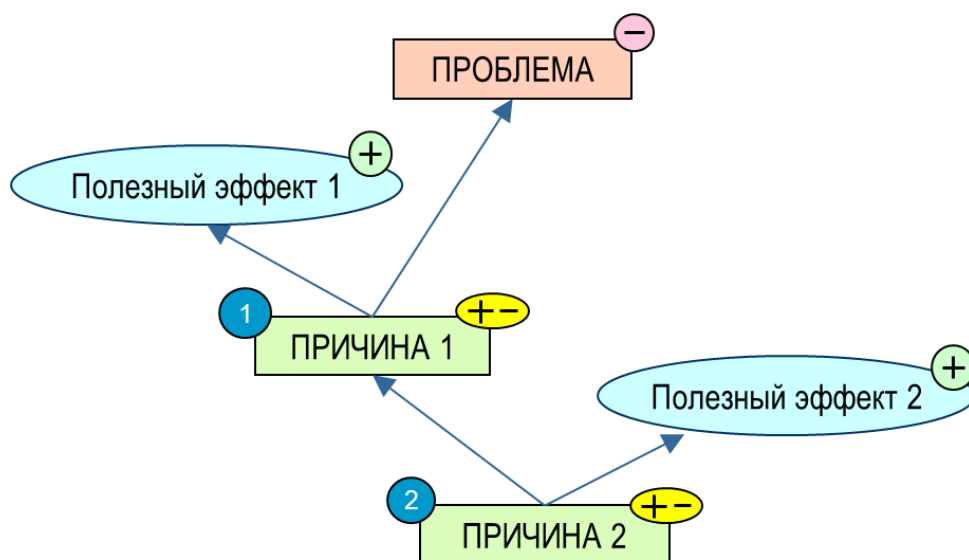 −
ПРОБЛЕМА
+
Полезный эффект 1
1
+−
ПРИЧИНА 1
+
Полезный эффект 2
2
+−
ПРИЧИНА 2